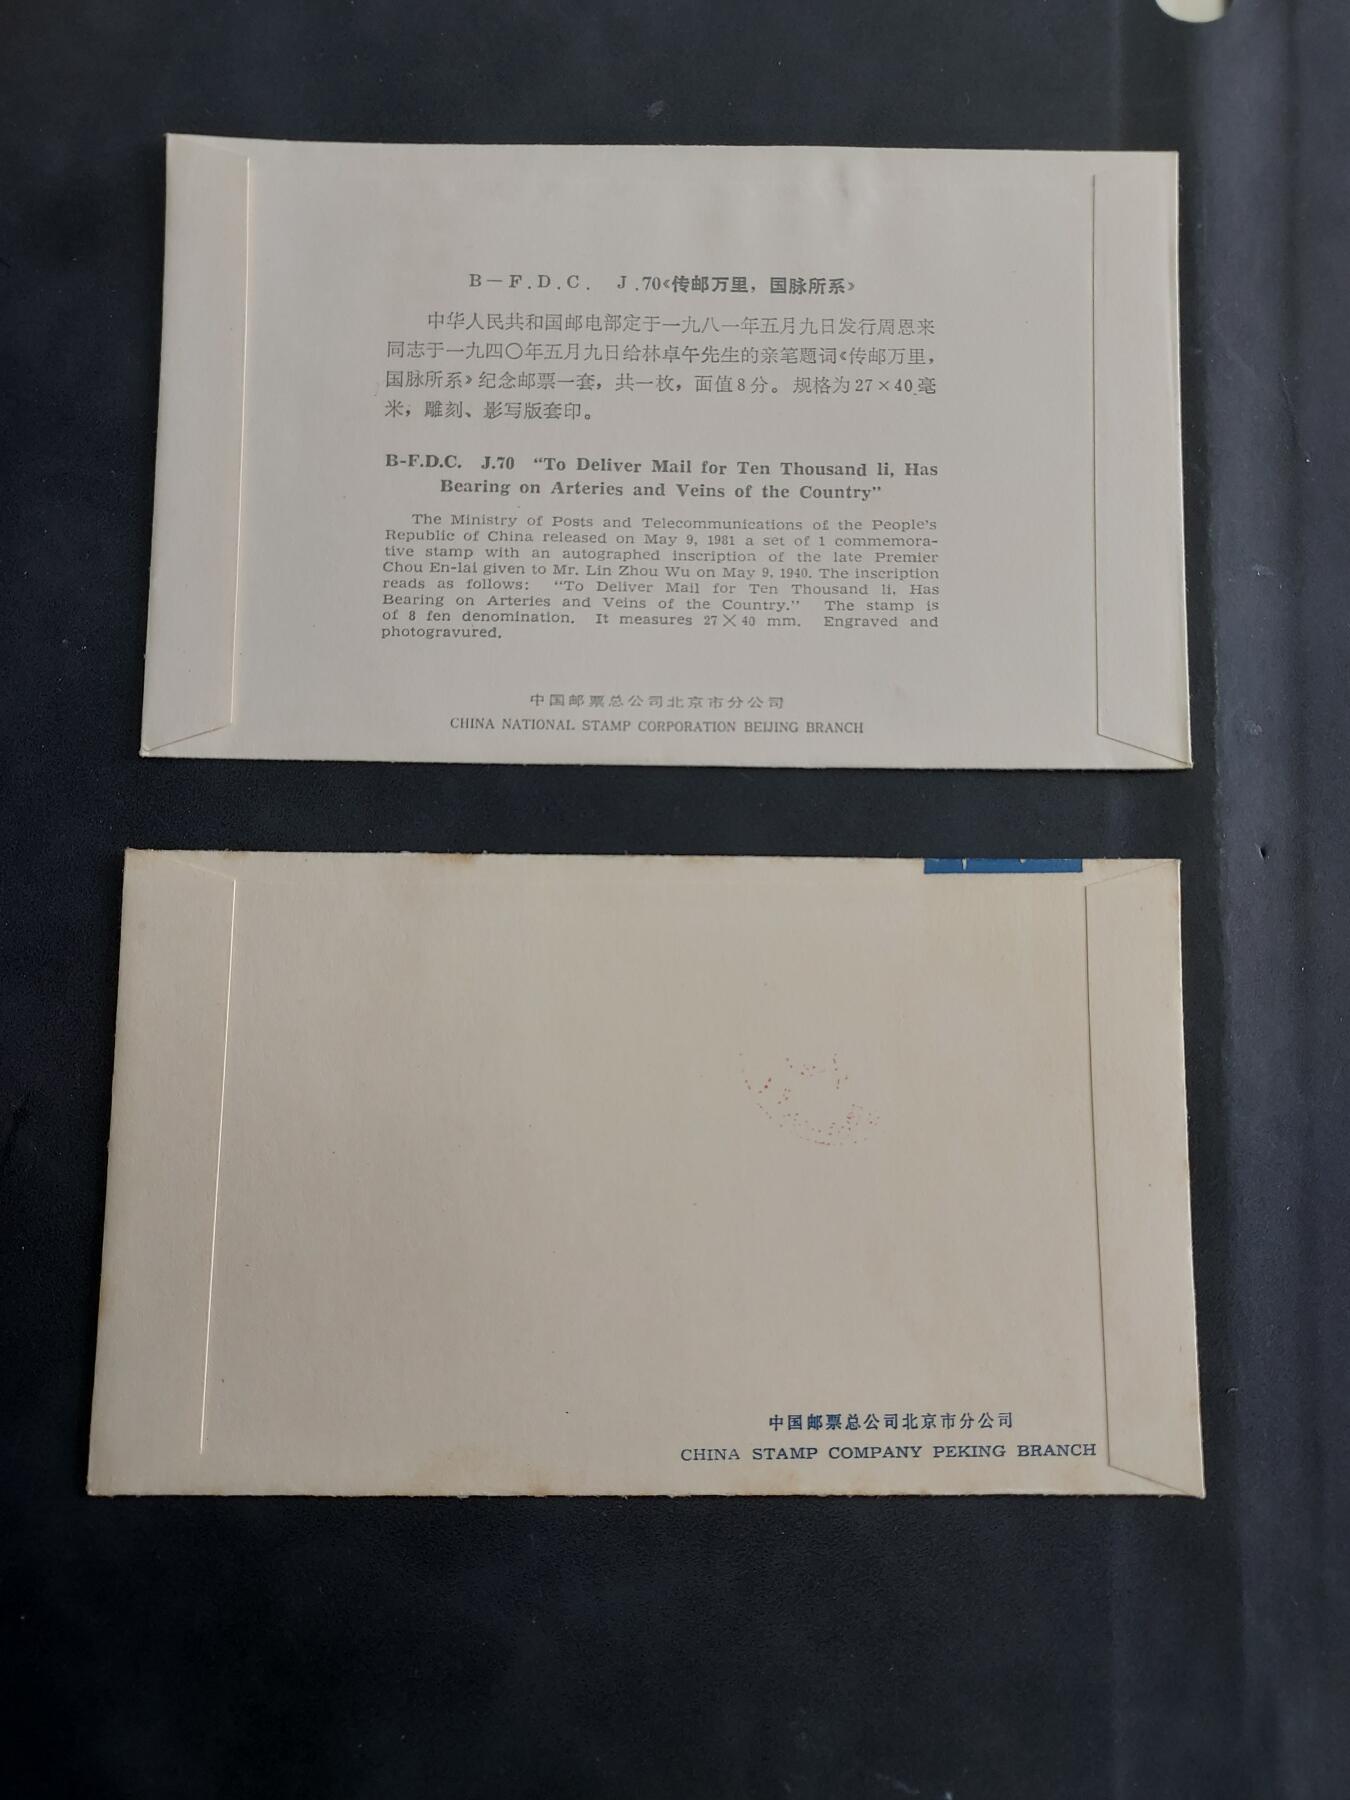 B－F.D.C. J.70《传邮万里，国脉所系》
中华人民共和国邮电部定于一九八一年五月九日发行周恩来
同志于一九四〇年五月九日给林卓午先生的亲笔题词《传邮万里，
国脉所系》纪念邮票一套，共一枚，面值8分。规格为27×40毫
米，雕刻、影写版套印。
B-F.D.C. J.70 “To Deliver Mail for Ten Thousand li, Has
Bearing on Arteries and Veins of the Country”
The Ministry of Posts and Telecommunications of the People’s
Republic of China released on May 9, 1981 a set of 1 commemora-
tive stamp with an autographed inscription of the late Premier
Chou En-lai given to Mr. Lin Zhou Wu on May 9, 1940. The inscription
reads as follows: “To Deliver Mail for Ten Thousand li, Has
Bearing on Arteries and Veins of the Country.” The stamp is
of 8 fen denomination. It measures 27×40 mm. Engraved and
photogravured.
中国邮票总公司北京市分公司
CHINA NATIONAL STAMP CORPORATION BEIJING BRANCH
中国邮票总公司北京市分公司
CHINA STAMP COMPANY PEKING BRANCH